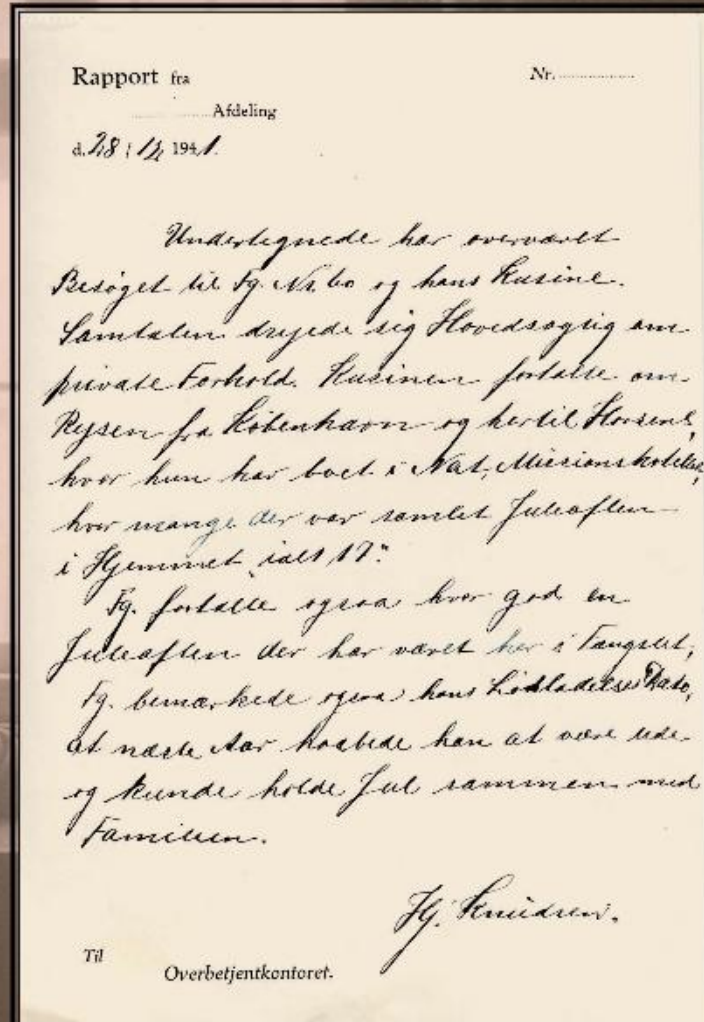 Rapport fra
Nr.
Afdeling
d. 28/12 1941.
Undertegnede har overværet
Besøget til Fg. Nr. 60 og hans Kusine.
Samtalen drejede sig Hovedsaglig om
private Forhold. Kusinen fortalte om
Rejsen fra København og hertil Horsens,
hvor hun har boet i Nat, Missionshotellet,
hvor mange der var samlet Juleaften
i Hjemmet "ialt 17".
Fg. fortalte ogsaa hvor god en
Juleaften der har været her i Fængslet,
Fg. bemærkede ogsaa hans Løsladelses Dato,
at næste Aar haabede han at være ude
og kunde holde Jul sammen med
Familien.
Hj. Knudsen.
Til
Overbetjentkontoret.